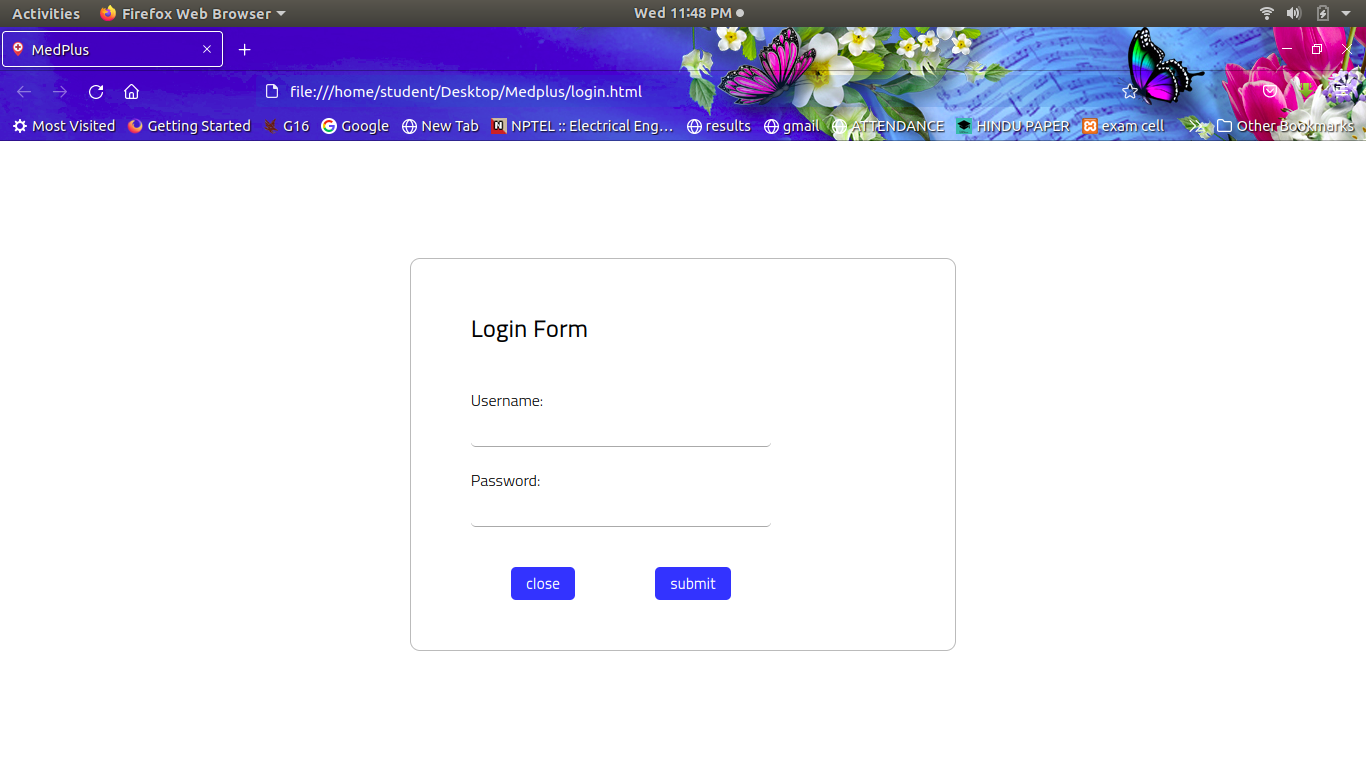 Activities Firefox Web Browser Wed 11:48 PM
MedPlus
file:///home/student/Desktop/Medplus/login.html
Most Visited Getting Started G16 Google New Tab NPTEL :: Electrical Eng… results gmail ATTENDANCE HINDU PAPER exam cell Other Bookmarks
Login Form
Username:
Password:
close submit